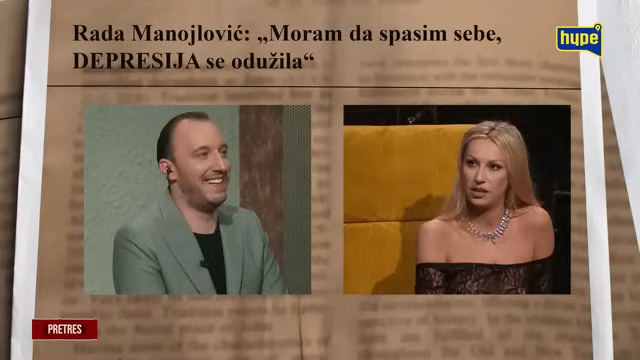 Rada Manojlović: „Moram da spasim sebe,
DEPRESIJA se odužila“
hype
PRETRES